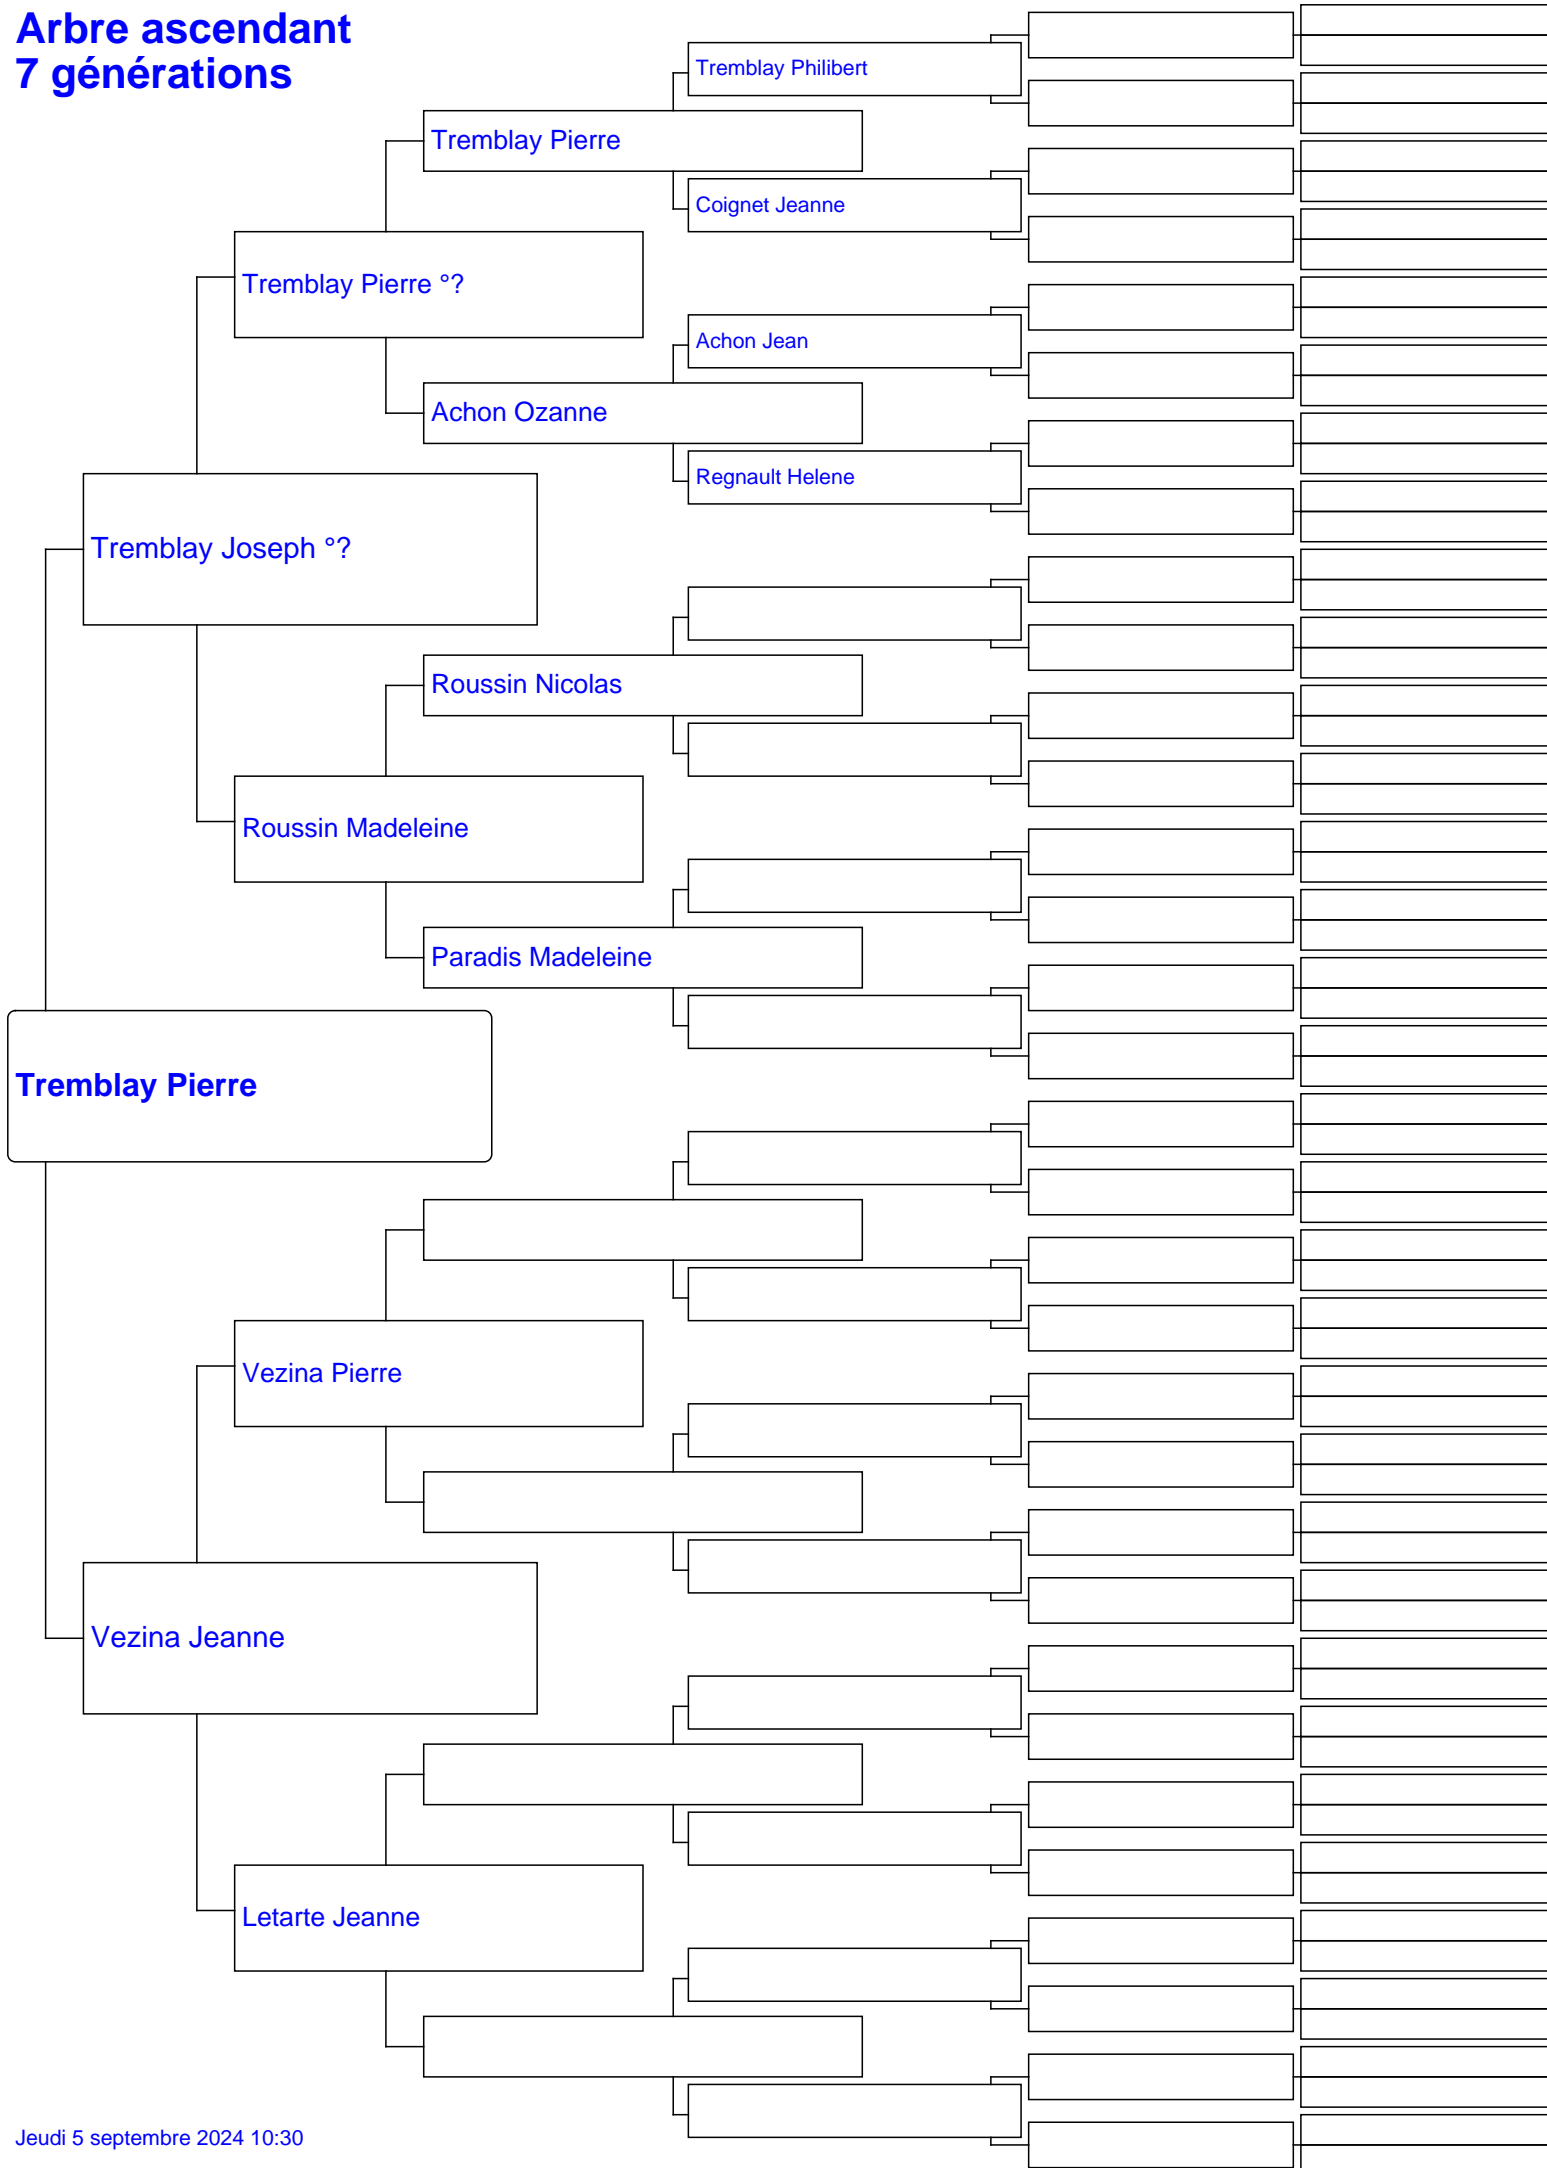 Arbre ascendant
7 générations
Tremblay Philibert
Tremblay Pierre
Coignet Jeanne
Tremblay Pierre °?
Achon Jean
Achon Ozanne
Regnault Helene
Tremblay Joseph °?
Roussin Nicolas
Roussin Madeleine
Paradis Madeleine
Tremblay Pierre
Vezina Pierre
Vezina Jeanne
Letarte Jeanne
Jeudi 5 septembre 2024 10:30